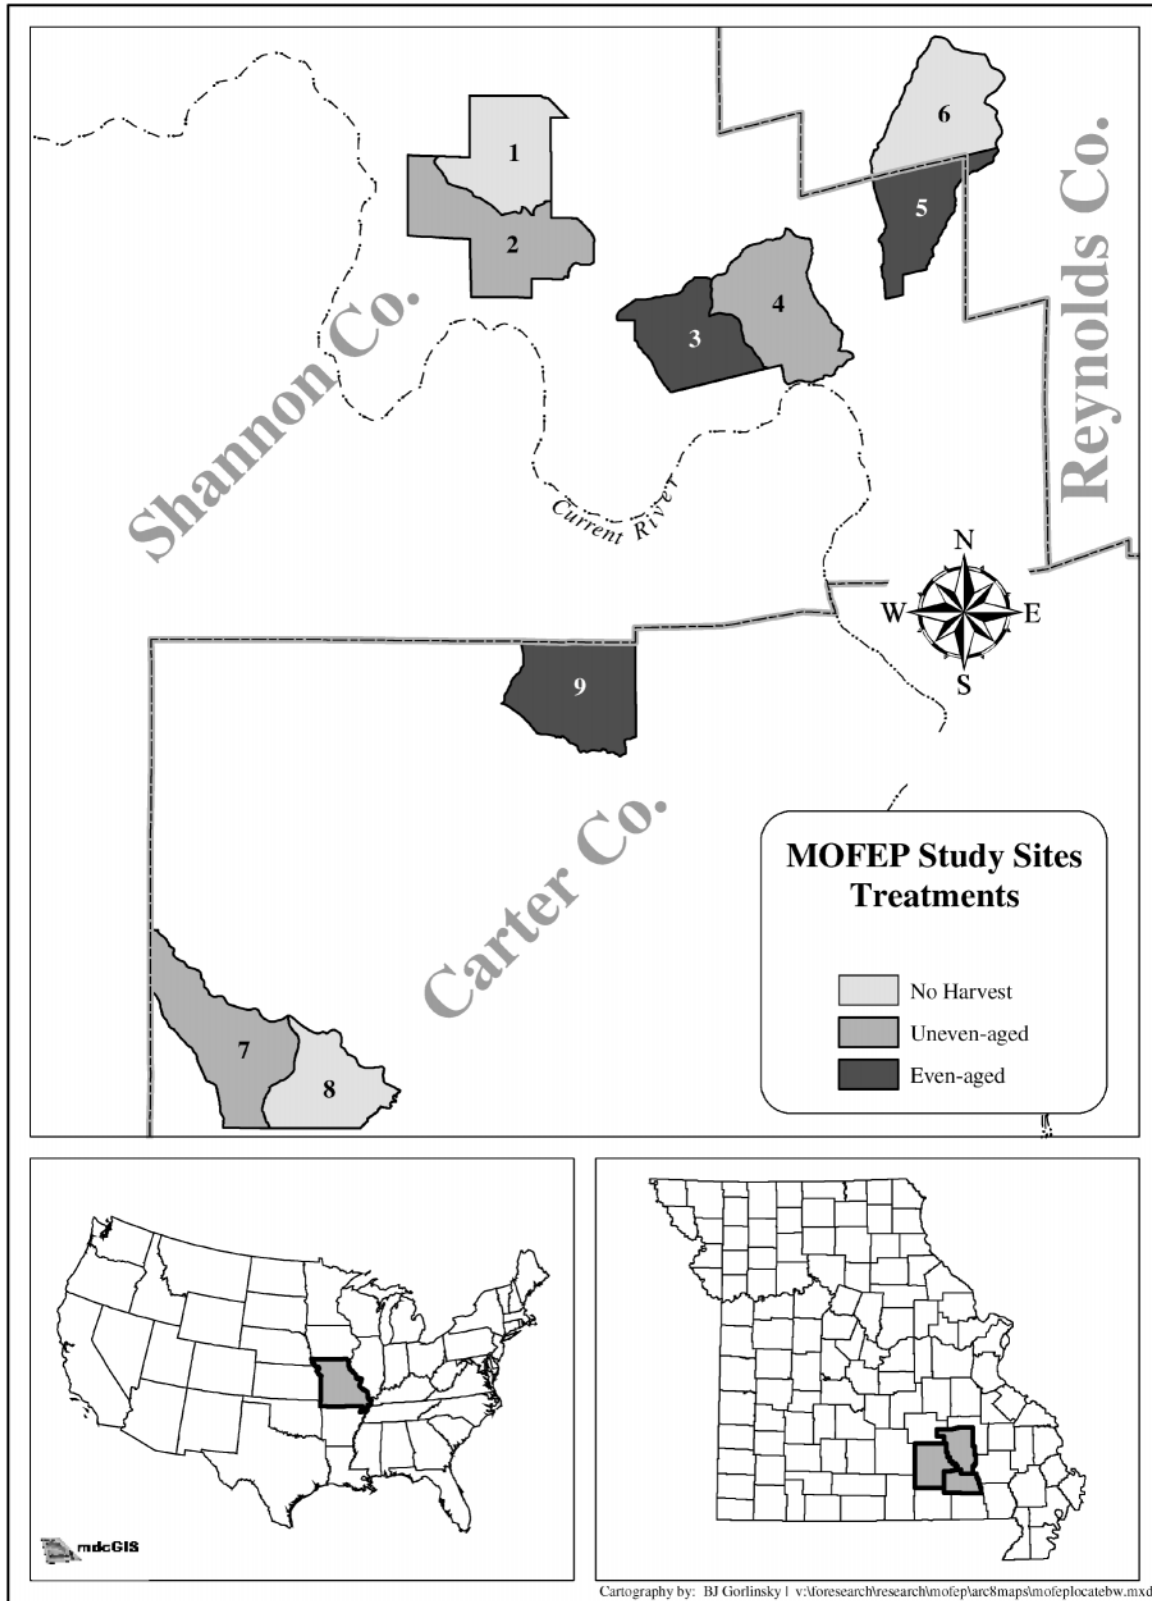 1
6
Reynolds Co.
5
2
Shannon Co.
4
3
Current River
N
W
E
S
9
MOFEP Study Sites
Treatments
Carter Co.
No Harvest
Uneven-aged
Even-aged
7
8
mdcGIS
Cartography by: BJ Gorlinsky | v:\foresearch\research\mofep\arc8maps\mofeplocatebw.mxd